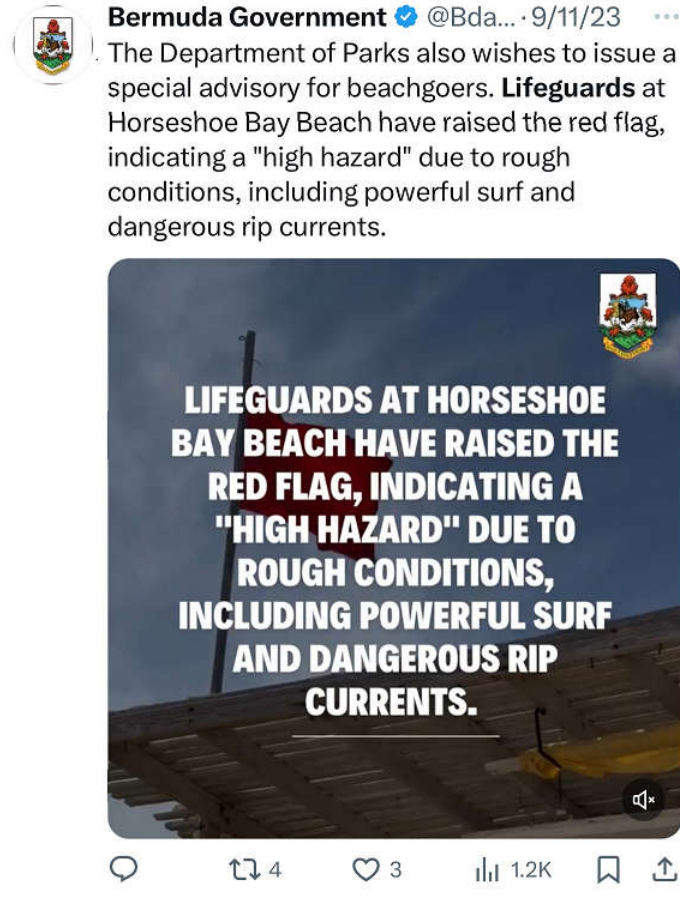 Bermuda Government @Bda... · 9/11/23
The Department of Parks also wishes to issue a
special advisory for beachgoers. Lifeguards at
Horseshoe Bay Beach have raised the red flag,
indicating a "high hazard" due to rough
conditions, including powerful surf and
dangerous rip currents.
LIFEGUARDS AT HORSESHOE
BAY BEACH HAVE RAISED THE
RED FLAG, INDICATING A
"HIGH HAZARD" DUE TO
ROUGH CONDITIONS,
INCLUDING POWERFUL SURF
AND DANGEROUS RIP
CURRENTS.
4 3 1.2K